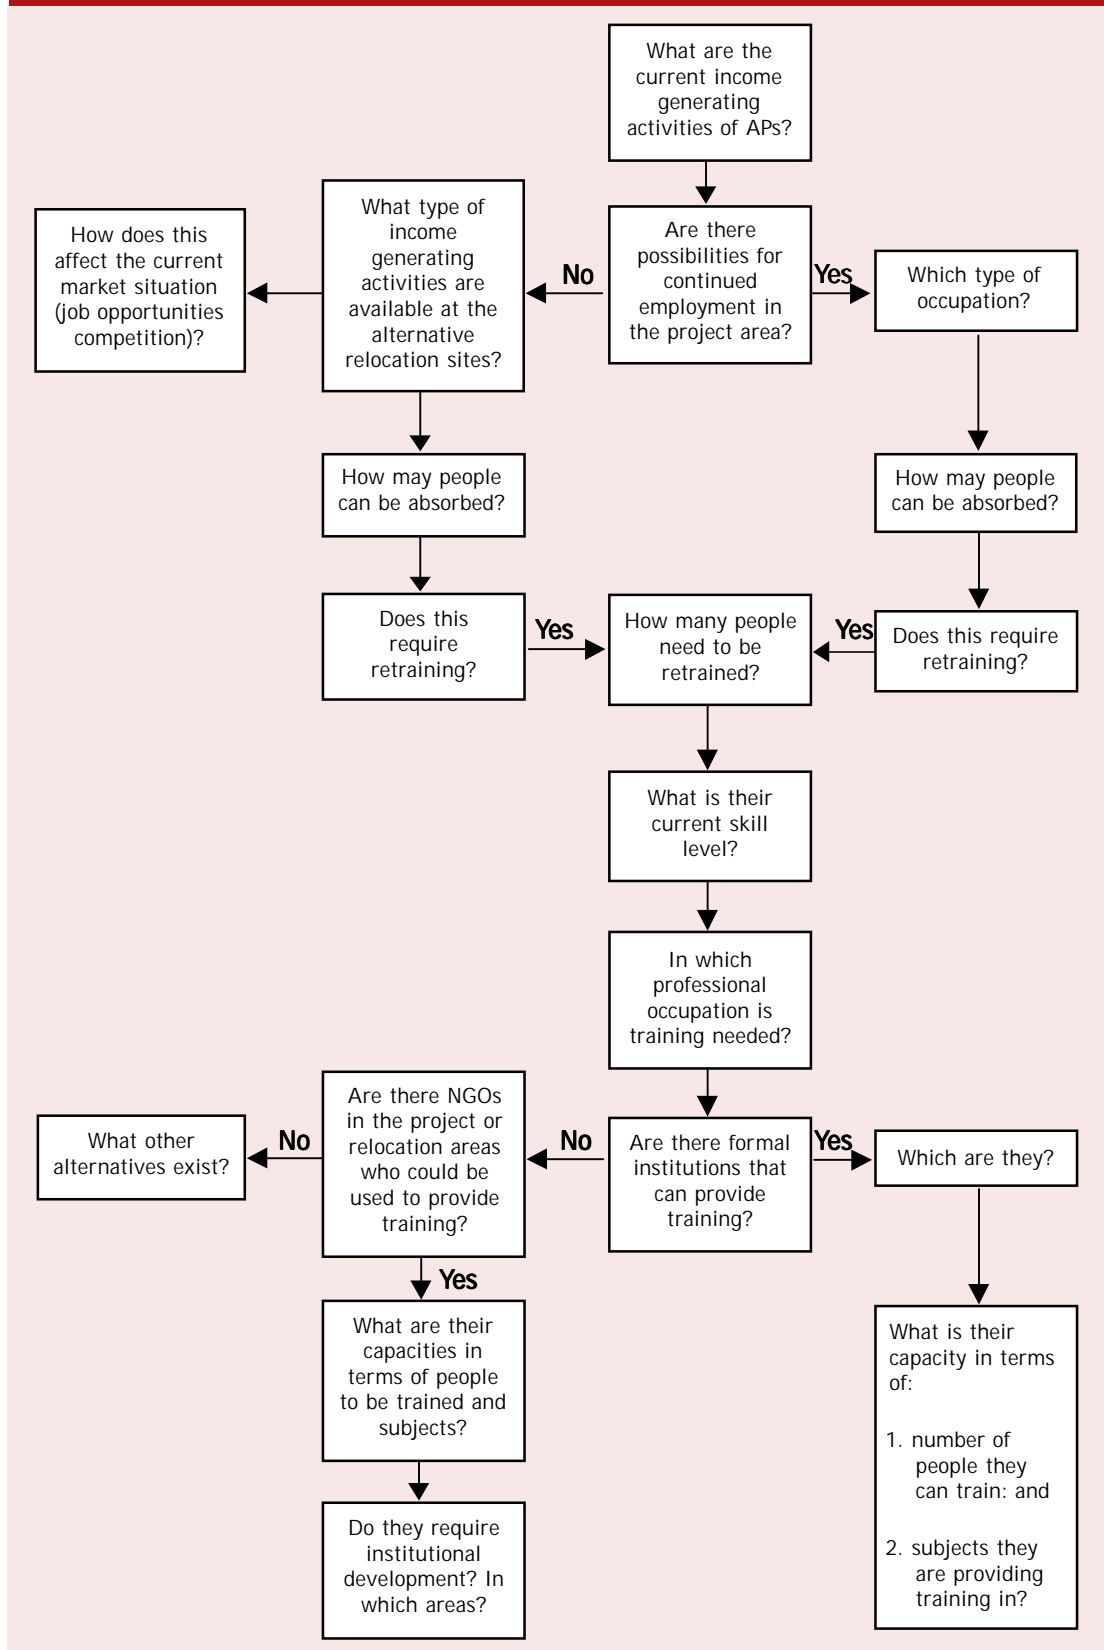 What are the
current income
generating
activities of APs?
How does this
affect the current
market situation
(job opportunities
competition)?
What type of
income
generating
activities are
available at the
alternative
relocation sites?
No
Are there
possibilities for
continued
employment in
the project area?
Yes
Which type of
occupation?
How may people
can be absorbed?
How may people
can be absorbed?
Does this
require
retraining?
Yes
How many people
need to be
retrained?
Yes
Does this require
retraining?
What is their
current skill
level?
In which
professional
occupation is
training needed?
What other
alternatives exist?
No
Are there NGOs
in the project or
relocation areas
who could be
used to provide
training?
No
Are there formal
institutions that
can provide
training?
Yes
Which are they?
Yes
What are their
capacities in
terms of people
to be trained and
subjects?
What is their
capacity in terms
of:
1. number of
people they
can train: and
2. subjects they
are providing
training in?
Do they require
institutional
development? In
which areas?